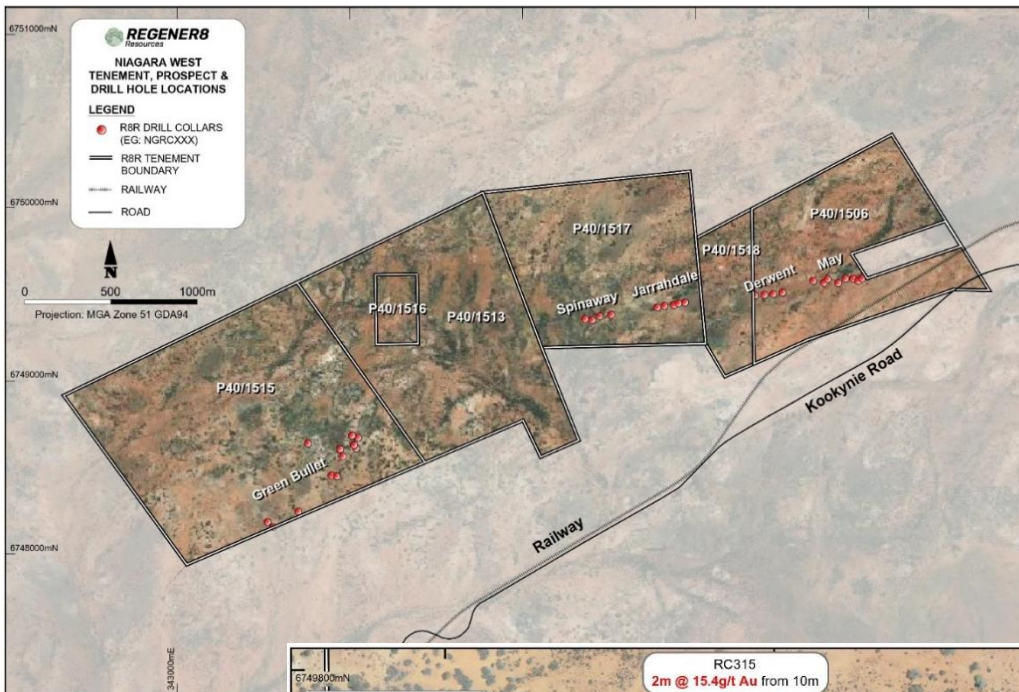 6751000mN
REGENER8
Resources
NIAGARA WEST
TENEMENT, PROSPECT &
DRILL HOLE LOCATIONS
LEGEND
R8R DRILL COLLARS
(EG: NGRCXXX)
R8R TENEMENT
BOUNDARY
RAILWAY
ROAD
N
0 500 1000m
Projection: MGA Zone 51 GDA94
6750000mN
P40/1517
P40/1506
P40/1518
May
Derwent
Jarrahdale
Spinaway
P40/1516
P40/1513
6749000mN
P40/1515
Kookynie Road
Green Bullet
Railway
6748000mN
343000mE
6749800mN
RC315
2m @ 15.4g/t Au from 10m